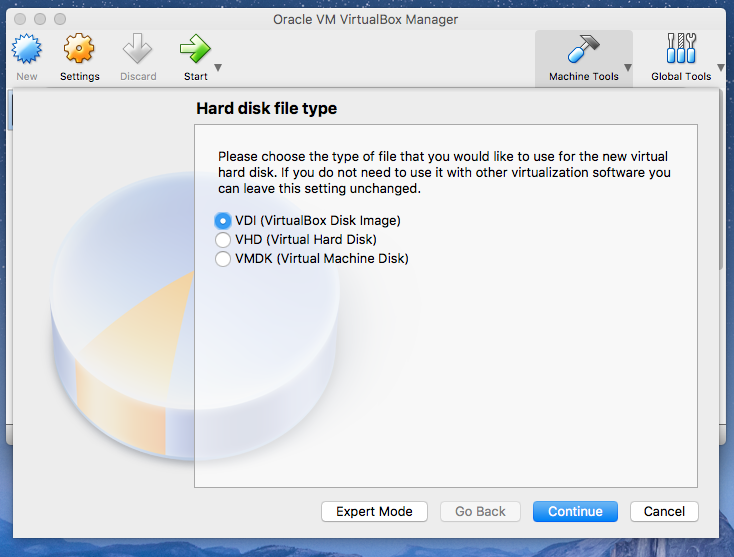 Oracle VM VirtualBox Manager
New
Settings
Discard
Start
Machine Tools
Global Tools
Hard disk file type
Please choose the type of file that you would like to use for the new virtual
hard disk. If you do not need to use it with other virtualization software you
can leave this setting unchanged.
VDI (VirtualBox Disk Image)
VHD (Virtual Hard Disk)
VMDK (Virtual Machine Disk)
Expert Mode
Go Back
Continue
Cancel